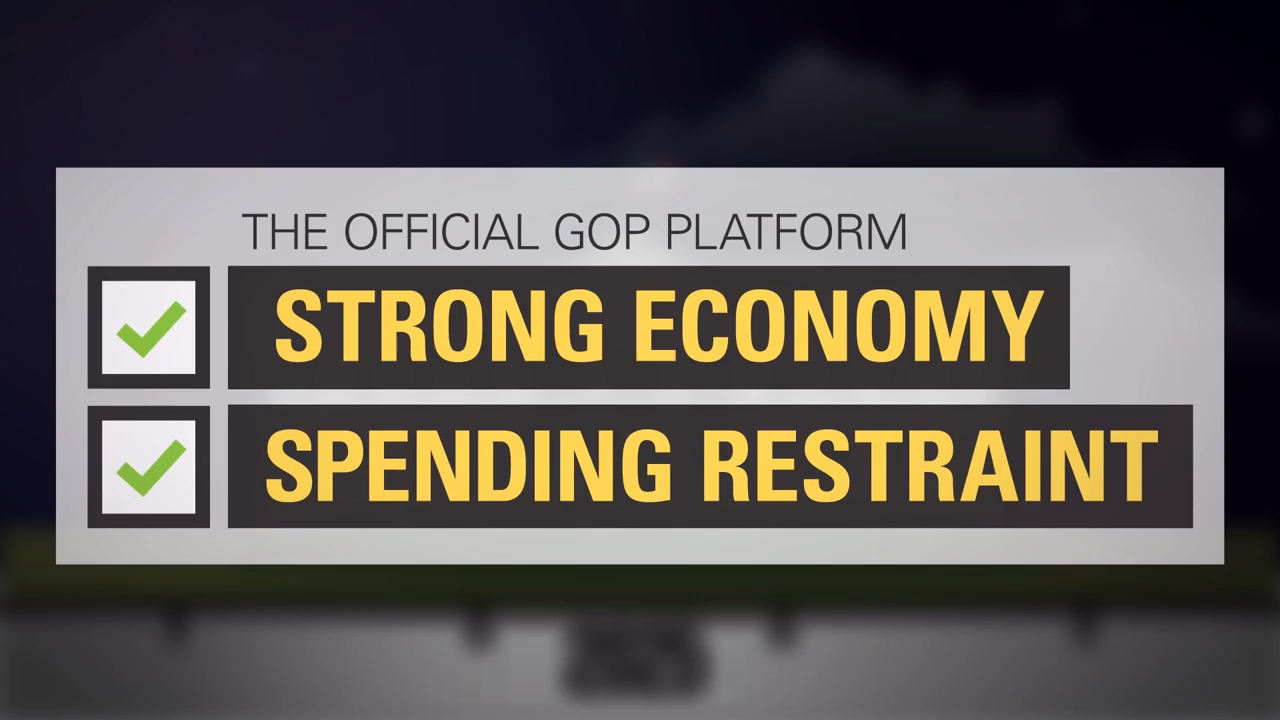 THE OFFICIAL GOP PLATFORM
STRONG ECONOMY
SPENDING RESTRAINT